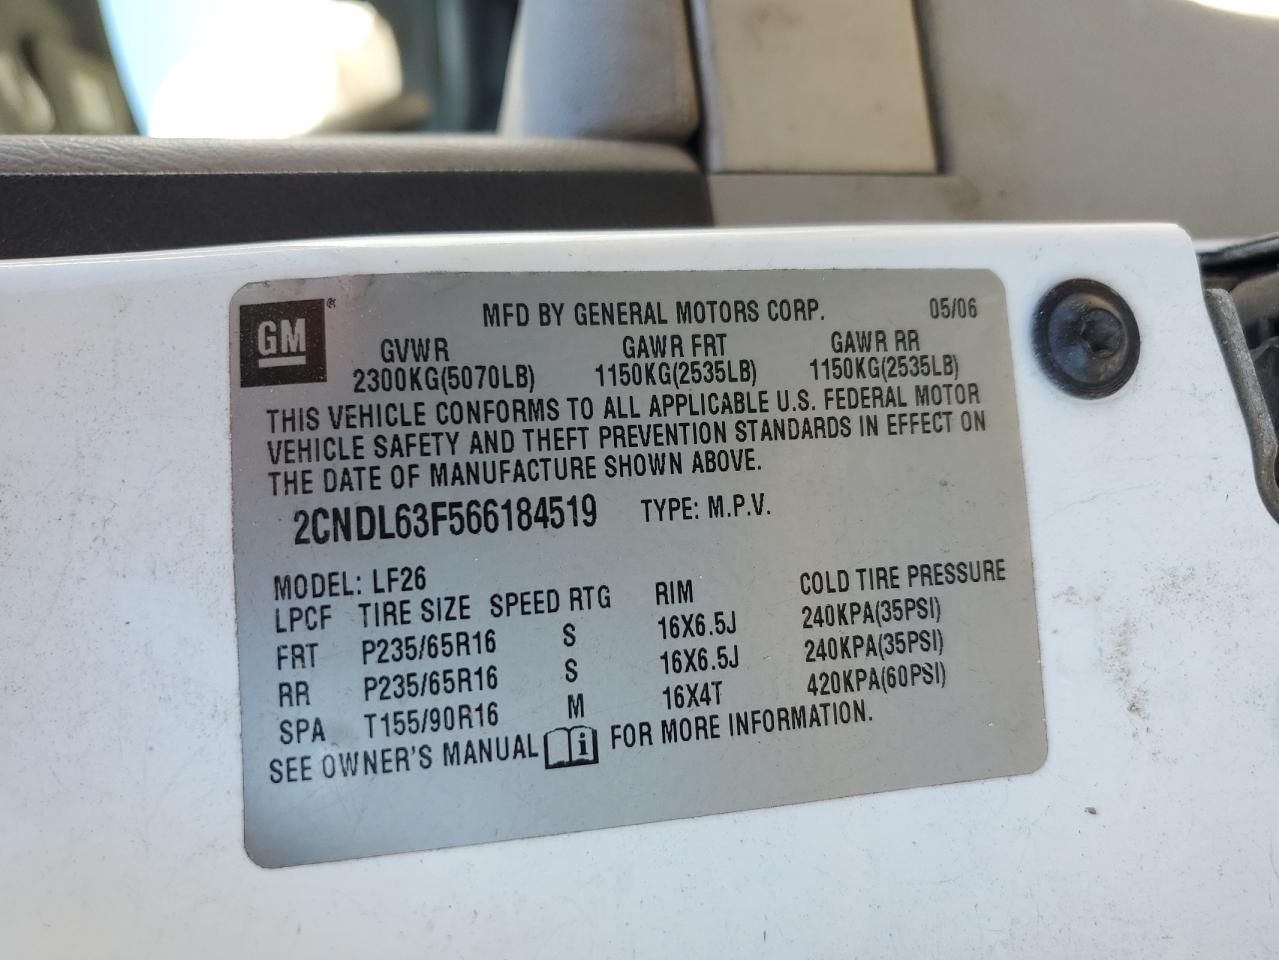 GM ® MFD BY GENERAL MOTORS CORP. 05/06
GVWR GAWR FRT GAWR RR
2300KG(5070LB) 1150KG(2535LB) 1150KG(2535LB)
THIS VEHICLE CONFORMS TO ALL APPLICABLE U.S. FEDERAL MOTOR
VEHICLE SAFETY AND THEFT PREVENTION STANDARDS IN EFFECT ON
THE DATE OF MANUFACTURE SHOWN ABOVE.
2CNDL63F566184519 TYPE: M.P.V.
MODEL: LF26
LPCF TIRE SIZE SPEED RTG RIM COLD TIRE PRESSURE
FRT P235/65R16 S 16X6.5J 240KPA(35PSI)
RR P235/65R16 S 16X6.5J 240KPA(35PSI)
SPA T155/90R16 M 16X4T 420KPA(60PSI)
SEE OWNER'S MANUAL i FOR MORE INFORMATION.